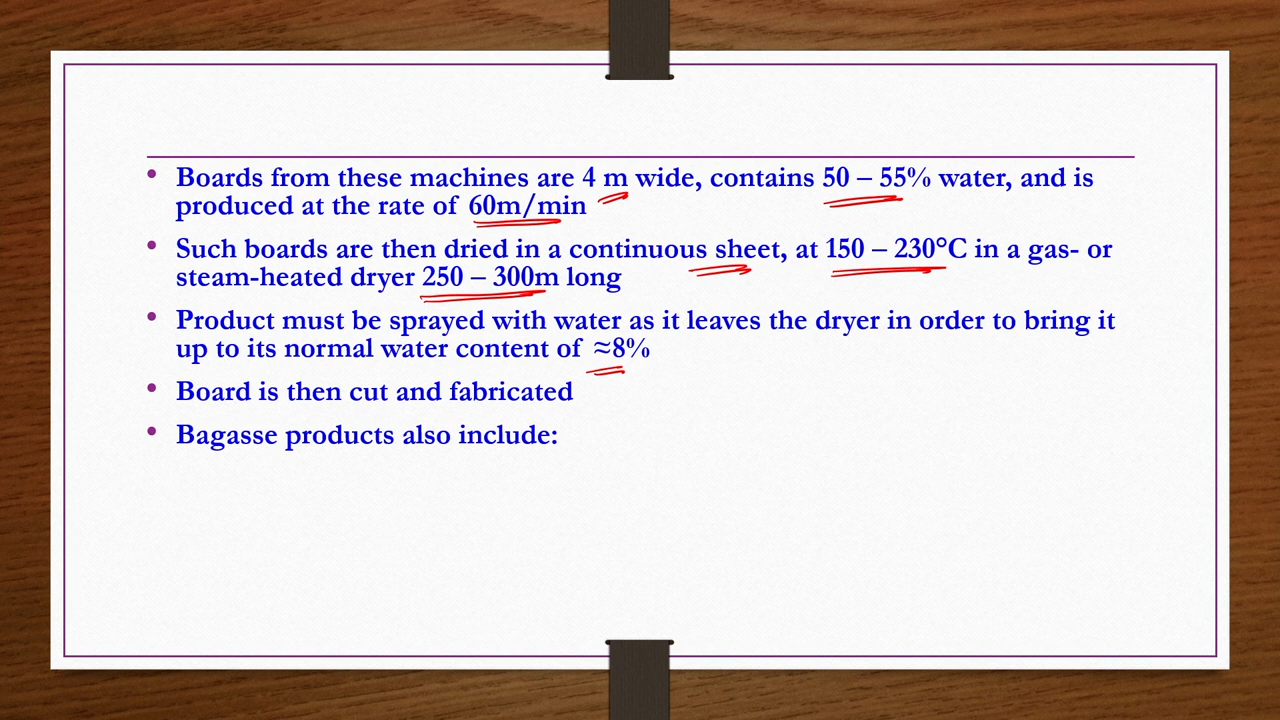 • Boards from these machines are 4 m wide, contains 50 – 55% water, and is
produced at the rate of 60m/min
• Such boards are then dried in a continuous sheet, at 150 – 230°C in a gas- or
steam-heated dryer 250 – 300m long
• Product must be sprayed with water as it leaves the dryer in order to bring it
up to its normal water content of ≈8%
• Board is then cut and fabricated
• Bagasse products also include: